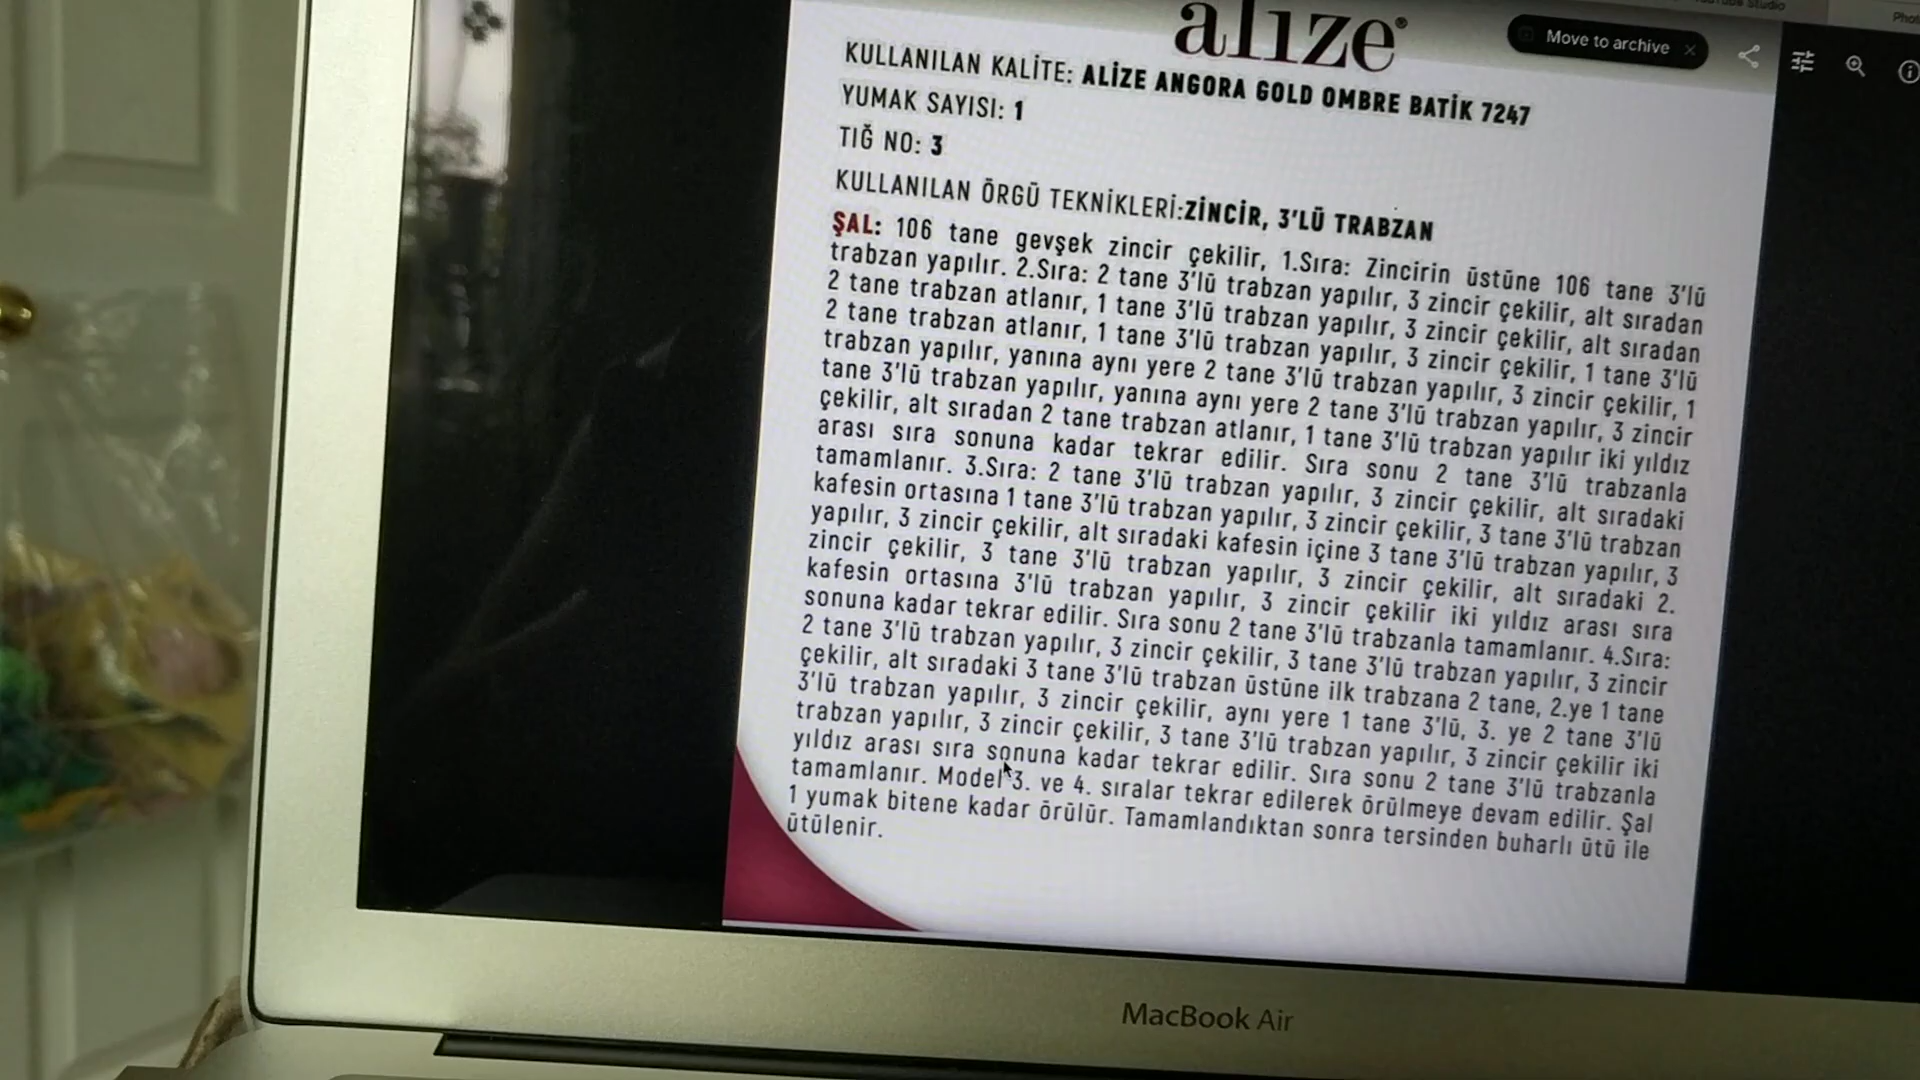 YouTube Studio
Phot
alize®
Move to archive
KULLANILAN KALİTE: ALİZE ANGORA GOLD OMBRE BATİK 7247
YUMAK SAYISI: 1
TIĞ NO: 3
KULLANILAN ÖRGÜ TEKNİKLERİ:ZİNCİR, 3'LÜ TRABZAN
ŞAL: 106 tane gevşek zincir çekilir, 1.Sıra: Zincirin üstüne 106 tane 3'lü
trabzan yapılır. 2.Sıra: 2 tane 3'lü trabzan yapılır, 3 zincir çekilir, alt sıradan
2 tane trabzan atlanır, 1 tane 3'lü trabzan yapılır, 3 zincir çekilir, alt sıradan
2 tane trabzan atlanır, 1 tane 3'lü trabzan yapılır, 3 zincir çekilir, 1 tane 3'lü
trabzan yapılır, yanına aynı yere 2 tane 3'lü trabzan yapılır, 3 zincir çekilir, 1
tane 3'lü trabzan yapılır, yanına aynı yere 2 tane 3'lü trabzan yapılır, 3 zincir
çekilir, alt sıradan 2 tane trabzan atlanır, 1 tane 3'lü trabzan yapılır iki yıldız
arası sıra sonuna kadar tekrar edilir. Sıra sonu 2 tane 3'lü trabzanla
tamamlanır. 3.Sıra: 2 tane 3'lü trabzan yapılır, 3 zincir çekilir, alt sıradaki
kafesin ortasına 1 tane 3'lü trabzan yapılır, 3 zincir çekilir, 3 tane 3'lü trabzan
yapılır, 3 zincir çekilir, alt sıradaki kafesin içine 3 tane 3'lü trabzan yapılır, 3
zincir çekilir, 3 tane 3'lü trabzan yapılır, 3 zincir çekilir, alt sıradaki 2.
kafesin ortasına 3'lü trabzan yapılır, 3 zincir çekilir iki yıldız arası sıra
sonuna kadar tekrar edilir. Sıra sonu 2 tane 3'lü trabzanla tamamlanır. 4.Sıra:
2 tane 3'lü trabzan yapılır, 3 zincir çekilir, 3 tane 3'lü trabzan yapılır, 3 zincir
çekilir, alt sıradaki 3 tane 3'lü trabzan üstüne ilk trabzana 2 tane, 2.ye 1 tane
3'lü trabzan yapılır, 3 zincir çekilir, aynı yere 1 tane 3'lü, 3. ye 2 tane 3'lü
trabzan yapılır, 3 zincir çekilir, 3 tane 3'lü trabzan yapılır, 3 zincir çekilir iki
yıldız arası sıra sonuna kadar tekrar edilir. Sıra sonu 2 tane 3'lü trabzanla
tamamlanır. Model 3. ve 4. sıralar tekrar edilerek örülmeye devam edilir. Şal
1 yumak bitene kadar örülür. Tamamlandıktan sonra tersinden buharlı ütü ile
ütülenir.
MacBook Air